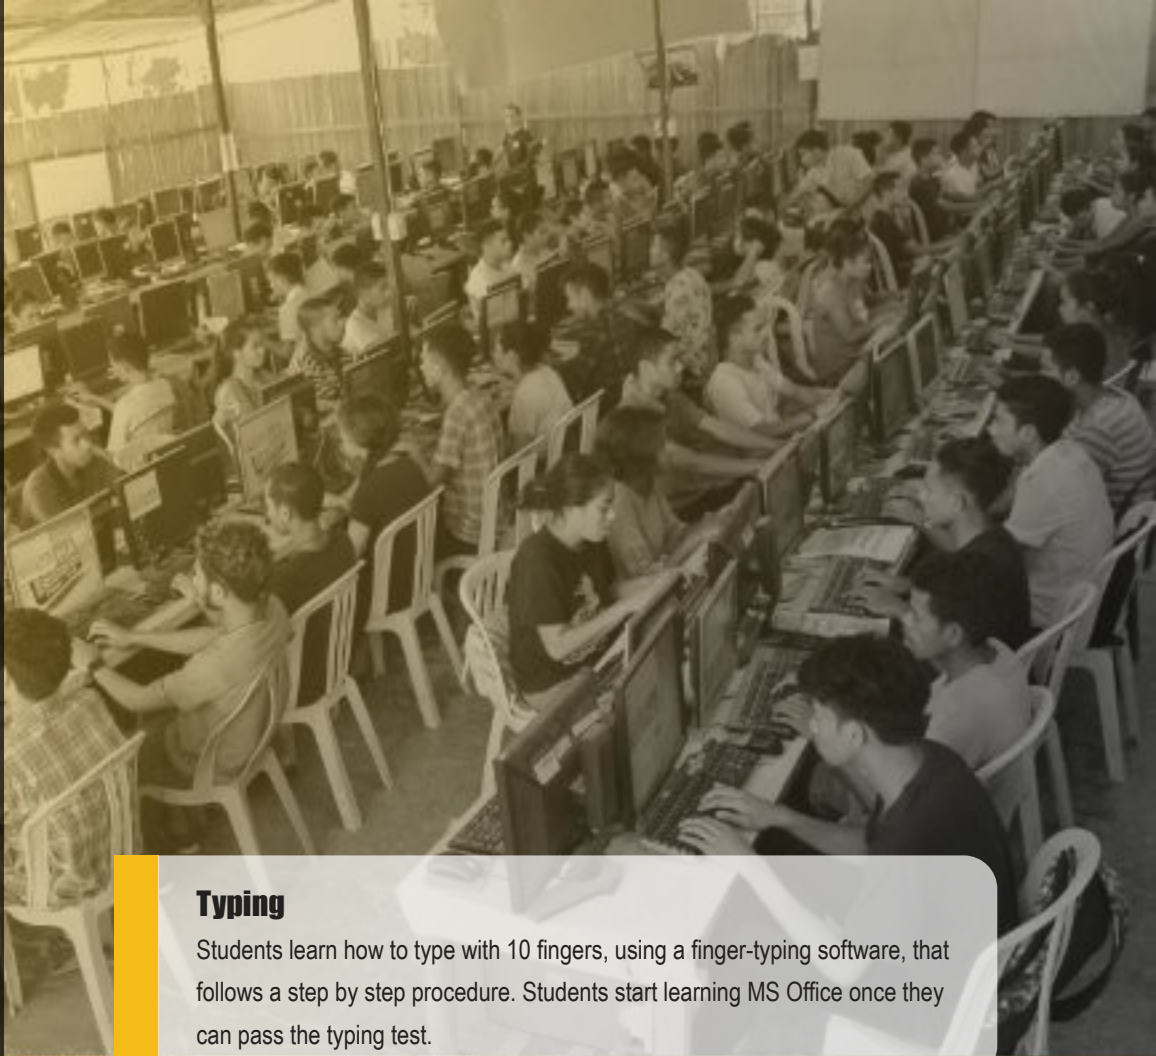 Typing
Students learn how to type with 10 fingers, using a finger-typing software, that
follows a step by step procedure. Students start learning MS Office once they
can pass the typing test.